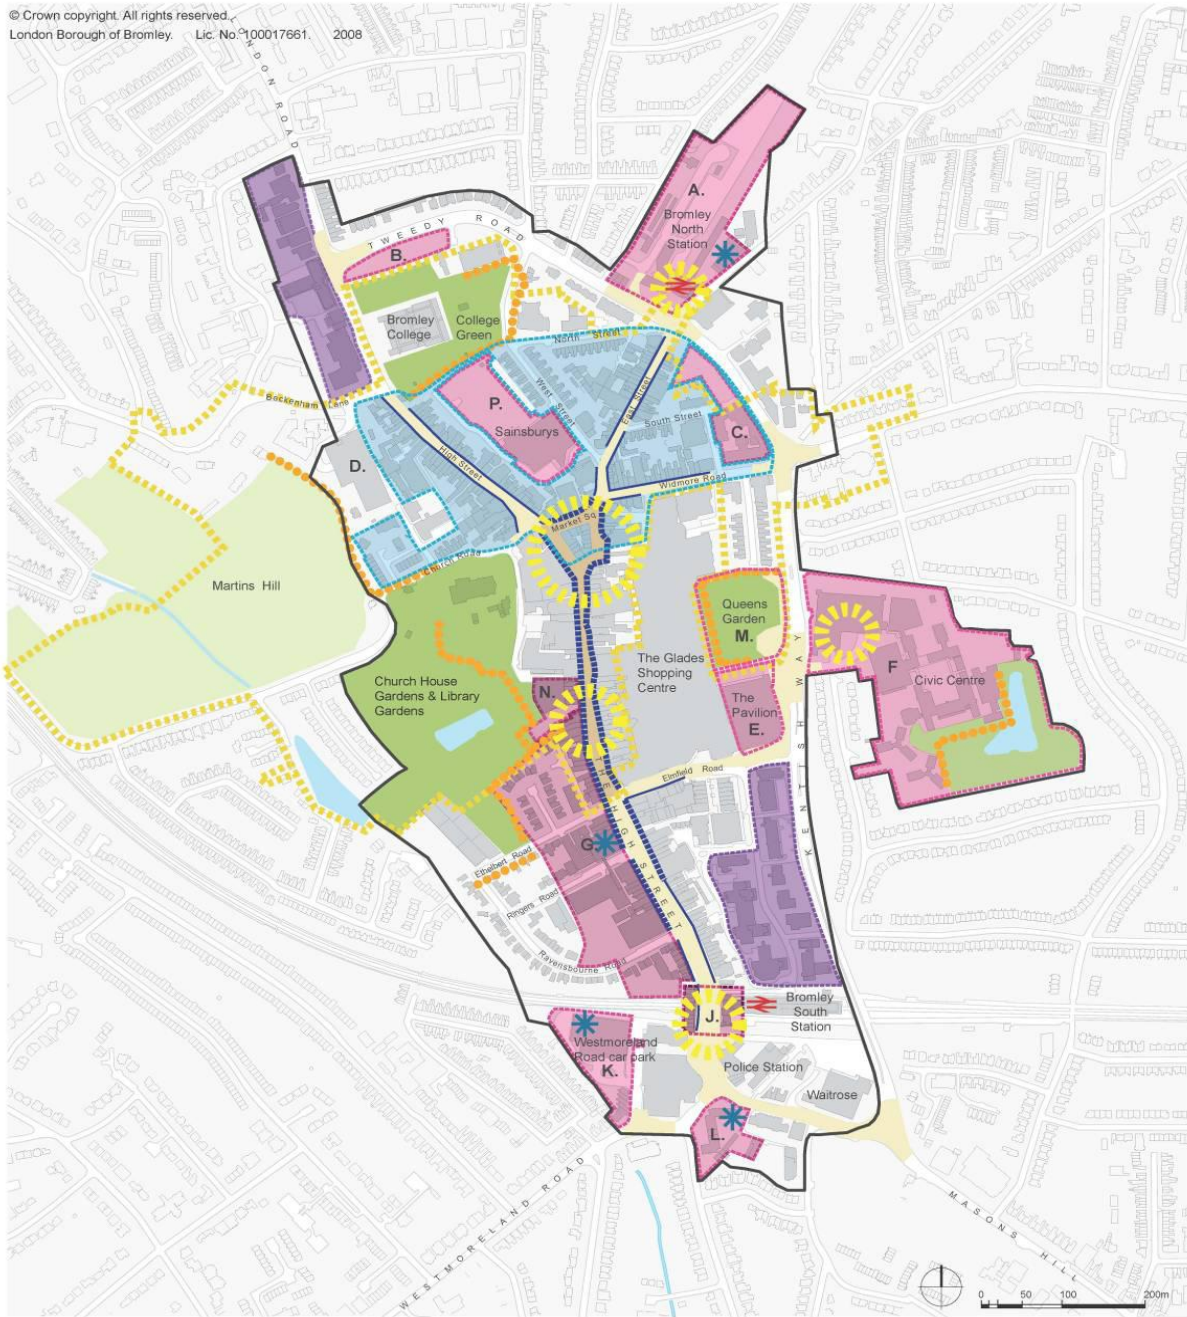 © Crown copyright. All rights reserved.
London Borough of Bromley. Lic. No. 100017661. 2008
LONDON ROAD
A.
Bromley
North
Station
TWEEDY ROAD
B.
Bromley
College
College
Green
North Street
West Street
East Street
South Street
P.
Sainsburys
C.
Beckenham Lane
D.
High Street
Widmore Road
Market Sq
Church Road
Martins Hill
Queens
Garden
M.
The Glades
Shopping
Centre
Church House
Gardens & Library
Gardens
N.
The
Pavilion
E.
F
Civic Centre
KENTISH WAY
Elmfield Road
THE HIGH STREET
G
Ethelbert Road
Ringers Road
Ravensbourne Road
J.
Bromley
South
Station
Westmoreland
Road car park
K.
Police Station
Waitrose
L.
WESTMORELAND ROAD
MASONS HILL
0 50 100 200m